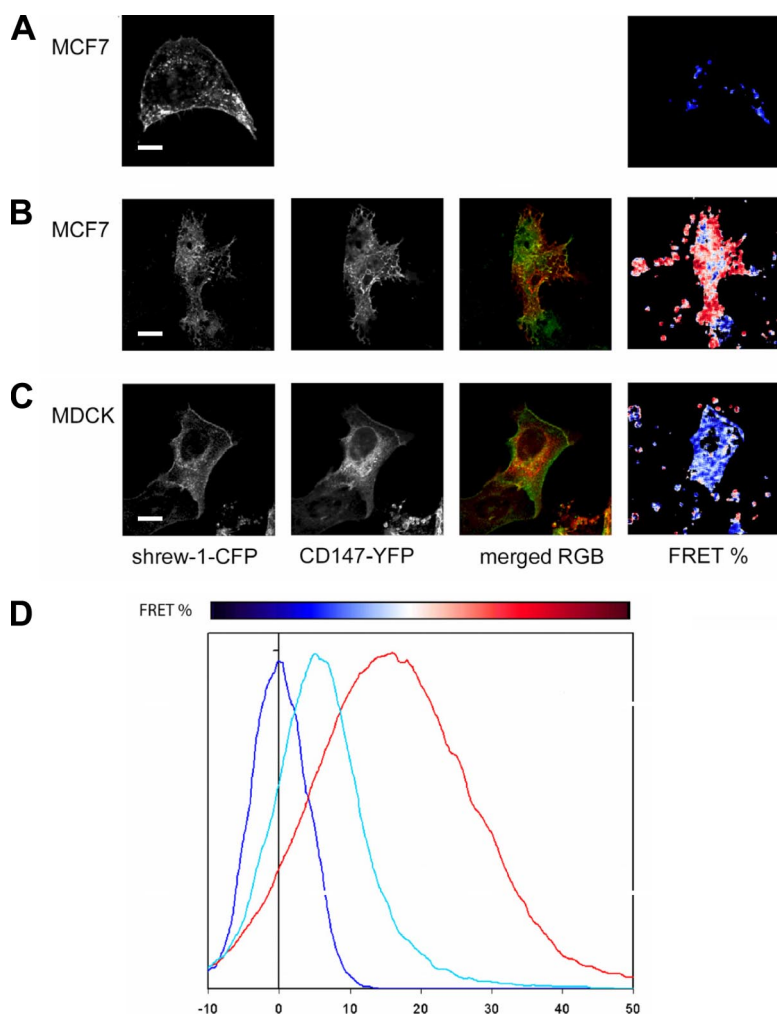 A
MCF7
B
MCF7
C
MDCK
shrew-1-CFP CD147-YFP merged RGB FRET %
D
FRET %
-10 0 10 20 30 40 50